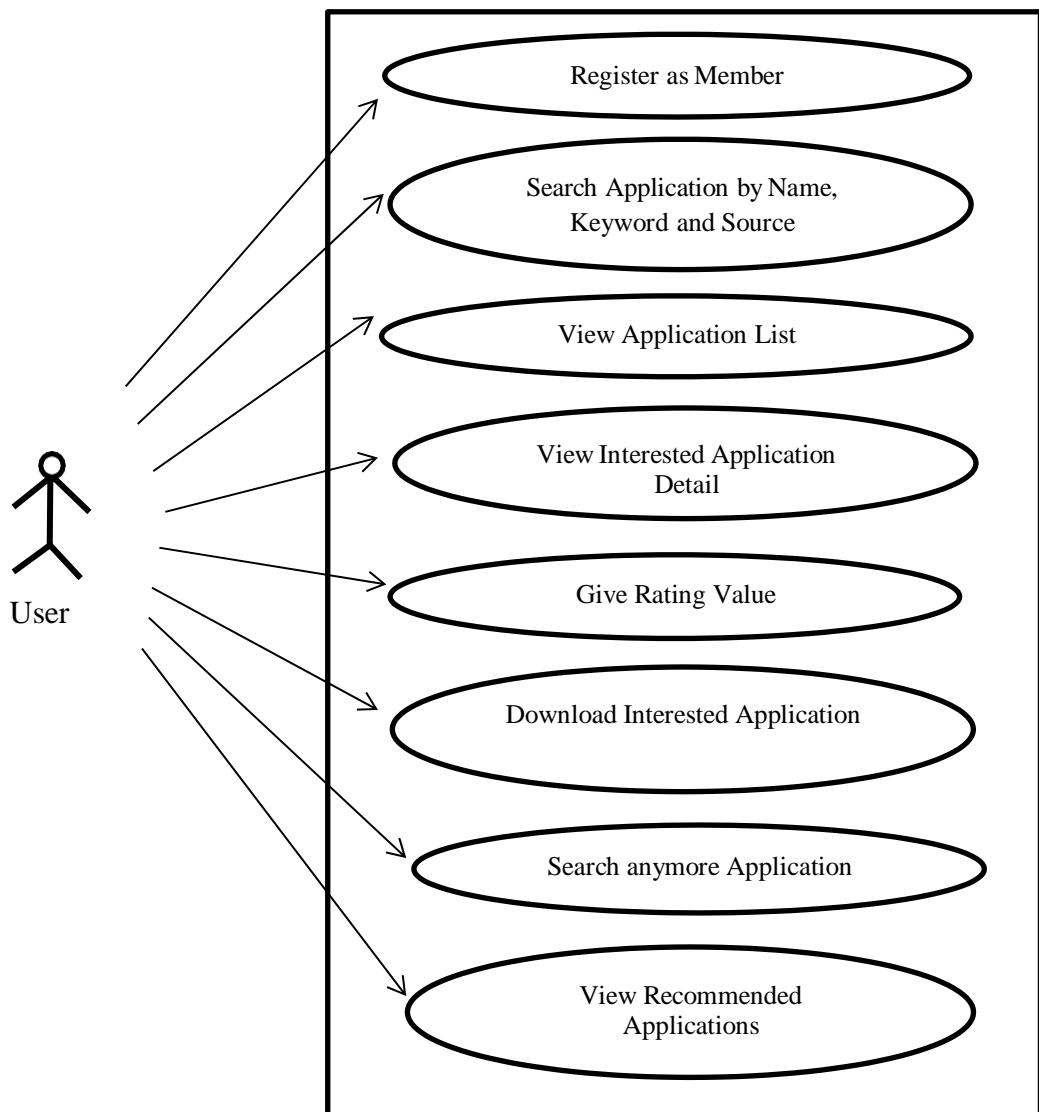 Register as Member
Search Application by Name,
Keyword and Source
View Application List
View Interested Application
Detail
Give Rating Value
User
Download Interested Application
Search anymore Application
View Recommended
Applications